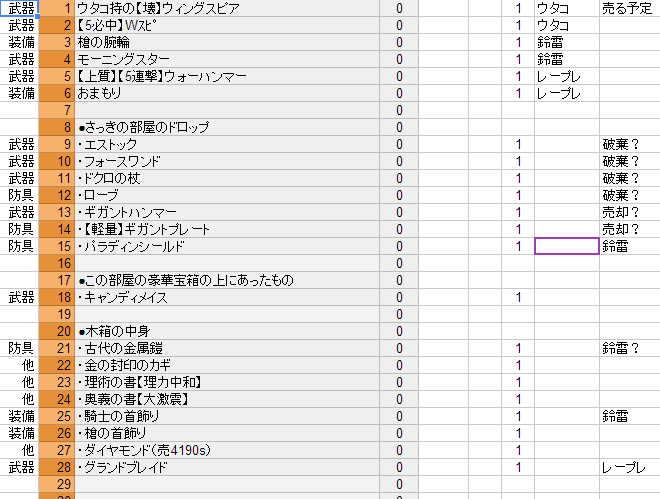 武器 1 ウタコ持の【壊】ウィングスピア 0 1 ウタコ 売る予定
武器 2 【5必中】Wｽﾋﾟ 0 1 ウタコ
装備 3 槍の腕輪 0 1 鈴雷
武器 4 モーニングスター 0 1 鈴雷
武器 5 【上質】【5連撃】ウォーハンマー 0 1 レープレ
装備 6 おまもり 0 1 レープレ
7 0
8 ●さっきの部屋のドロップ 0
武器 9 ・エストック 0 1 破棄？
武器 10 ・フォースワンド 0 1 破棄？
武器 11 ・ドクロの杖 0 1 破棄？
防具 12 ・ローブ 0 1 破棄？
武器 13 ・ギガントハンマー 0 1 売却？
防具 14 ・【軽量】ギガントプレート 0 1 売却？
防具 15 ・パラディンシールド 0 1 鈴雷
16 0
17 ●この部屋の豪華宝箱の上にあったもの 0
武器 18 ・キャンディメイス 0 1
19 0
20 ●木箱の中身 0
防具 21 ・古代の金属鎧 0 1 鈴雷？
他 22 ・金の封印のカギ 0 1
他 23 ・理術の書【理力中和】 0 1
他 24 ・奥義の書【大激震】 0 1
装備 25 ・騎士の首飾り 0 1 鈴雷
装備 26 ・槍の首飾り 0 1
他 27 ・ダイヤモンド(売4190s) 0 1
武器 28 ・グランドブレイド 0 1 レープレ
29 0